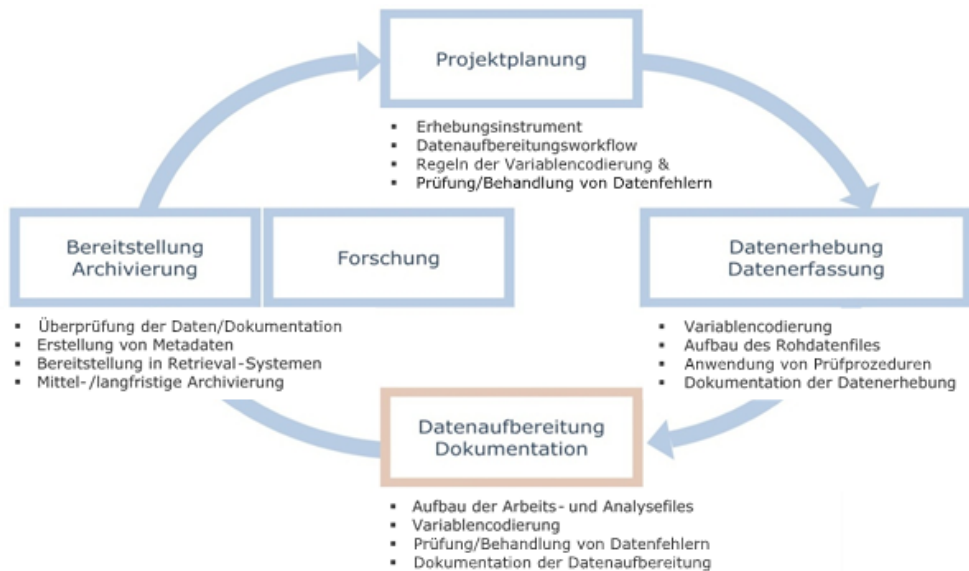 Projektplanung
▪ Erhebungsinstrument
▪ Datenaufbereitungsworkflow
▪ Regeln der Variablencodierung &
▪ Prüfung/Behandlung von Datenfehlern
Bereitstellung
Archivierung
▪ Überprüfung der Daten/Dokumentation
▪ Erstellung von Metadaten
▪ Bereitstellung in Retrieval-Systemen
▪ Mittel-/langfristige Archivierung
Forschung
Datenerhebung
Datenerfassung
▪ Variablencodierung
▪ Aufbau des Rohdatenfiles
▪ Anwendung von Prüfprozeduren
▪ Dokumentation der Datenerhebung
Datenaufbereitung
Dokumentation
▪ Aufbau der Arbeits- und Analysefiles
▪ Variablencodierung
▪ Prüfung/Behandlung von Datenfehlern
▪ Dokumentation der Datenaufbereitung